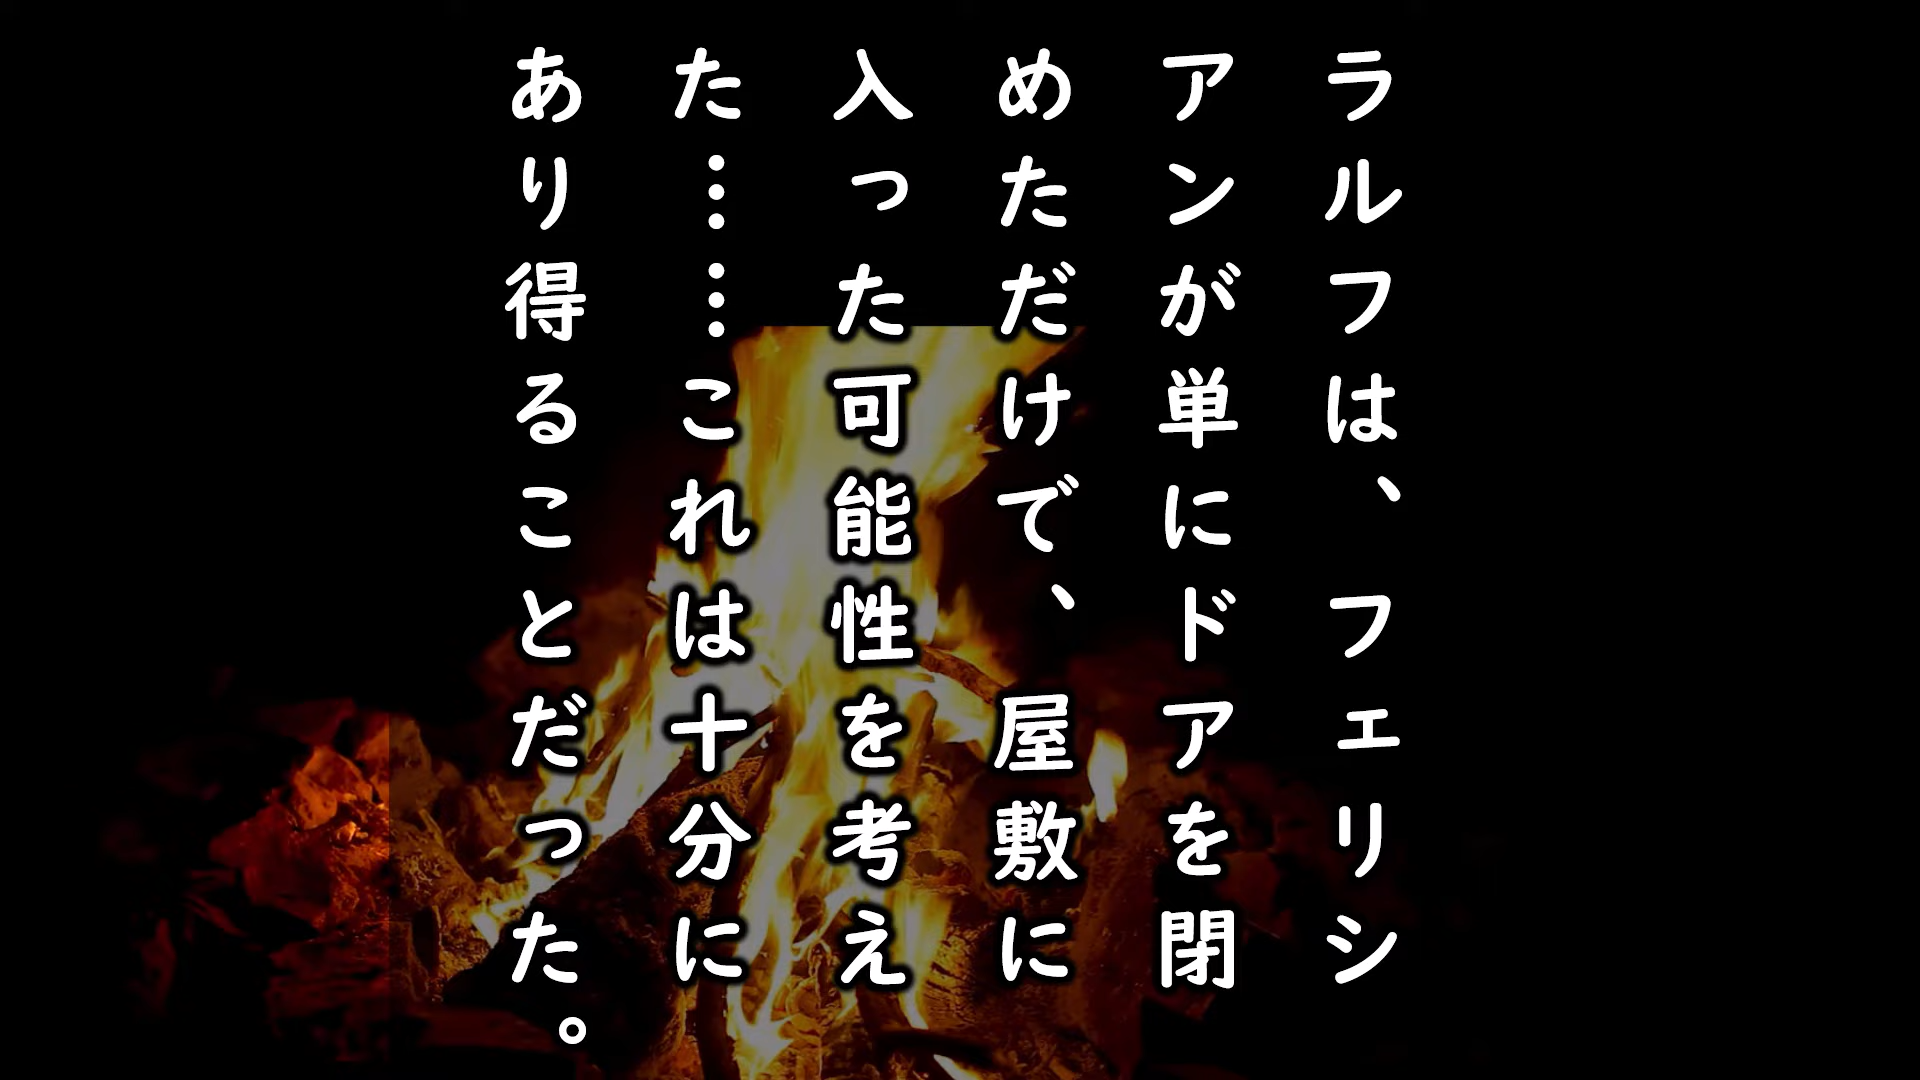 ラルフは、フェリシ
アンが単にドアを閉
めただけで、屋敷に
入った可能性を考え
た……これは十分に
あり得ることだった。